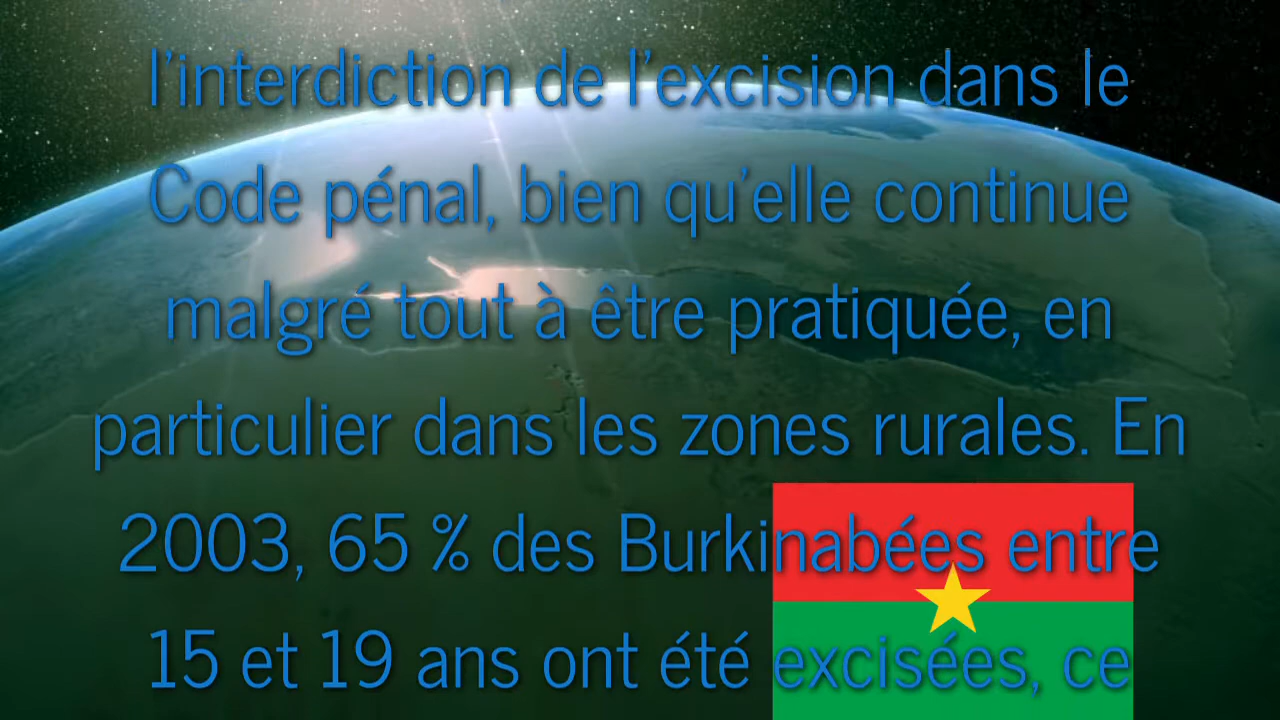 l’interdiction de l’excision dans le
Code pénal, bien qu’elle continue
malgré tout à être pratiquée, en
particulier dans les zones rurales. En
2003, 65 % des Burkinabées entre
15 et 19 ans ont été excisées, ce